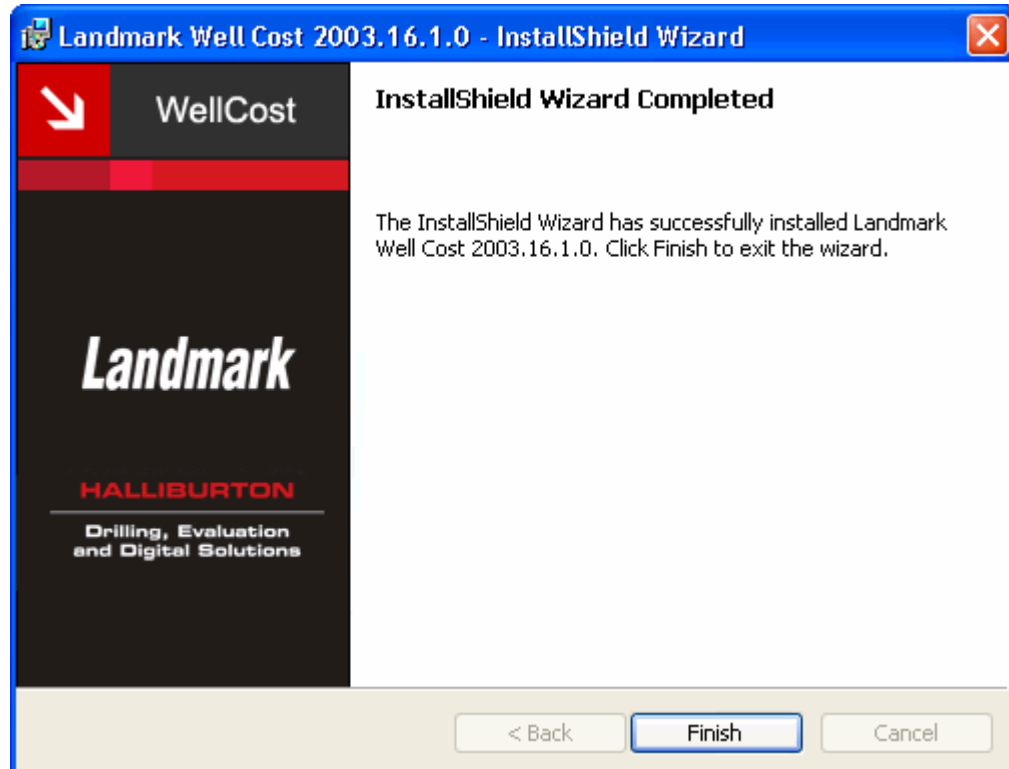 Landmark Well Cost 2003.16.1.0 - InstallShield Wizard
WellCost
InstallShield Wizard Completed
The InstallShield Wizard has successfully installed Landmark
Well Cost 2003.16.1.0. Click Finish to exit the wizard.
Landmark
HALLIBURTON
Drilling, Evaluation
and Digital Solutions
< Back
Finish
Cancel